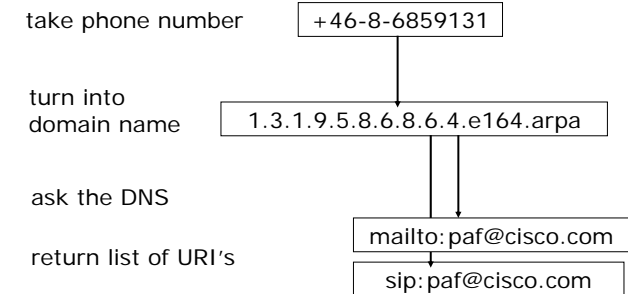 take phone number
+46-8-6859131
turn into
domain name
1.3.1.9.5.8.6.8.6.4.e164.arpa
ask the DNS
mailto:paf@cisco.com
return list of URI's
sip:paf@cisco.com